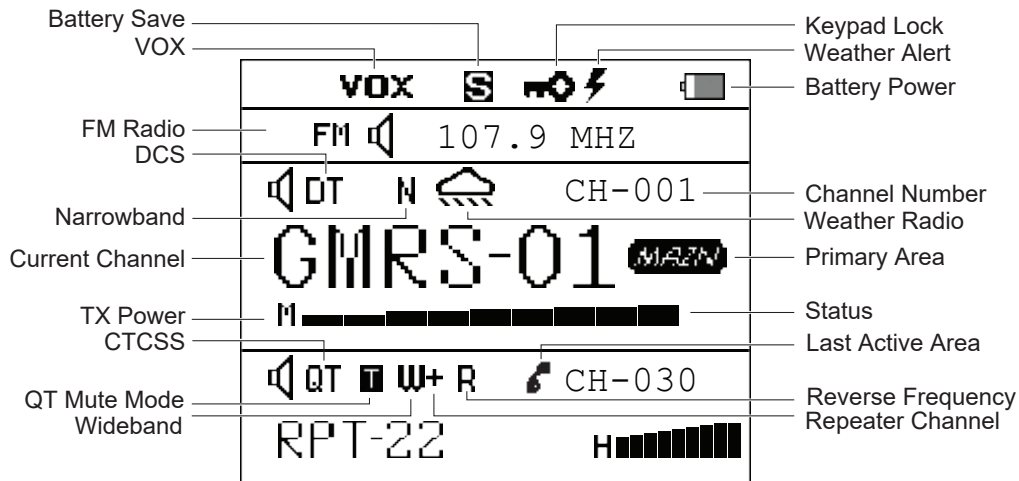 Battery Save
VOX
Keypad Lock
Weather Alert
Battery Power
VOX S
FM Radio
DCS
FM 107.9 MHZ
DT N CH-001
Narrowband
Channel Number
Weather Radio
Current Channel
GMRS-01 MAIN
Primary Area
TX Power
CTCSS
M
Status
Last Active Area
QT T W+ R CH-030
QT Mute Mode
Wideband
Reverse Frequency
Repeater Channel
RPT-22 H